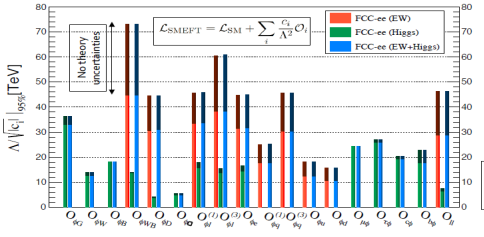 80
70
60
50
40
30
20
10
0
Λ/√|c_i| |95% [TeV]
No theory
uncertainties
ℒ_SMEFT = ℒ_SM + ∑_i c_i/Λ² 𝒪_i
FCC-ee (EW)
FCC-ee (Higgs)
FCC-ee (EW+Higgs)
80
70
60
50
40
30
20
10
0
O_φG O_φW O_φB O_φWB O_φD O_φ□ O_φl^(1) O_φl^(3) O_φe O_φq^(1) O_φq^(3) O_φu O_φd O_μφ O_τφ O_cφ O_bφ O_ll